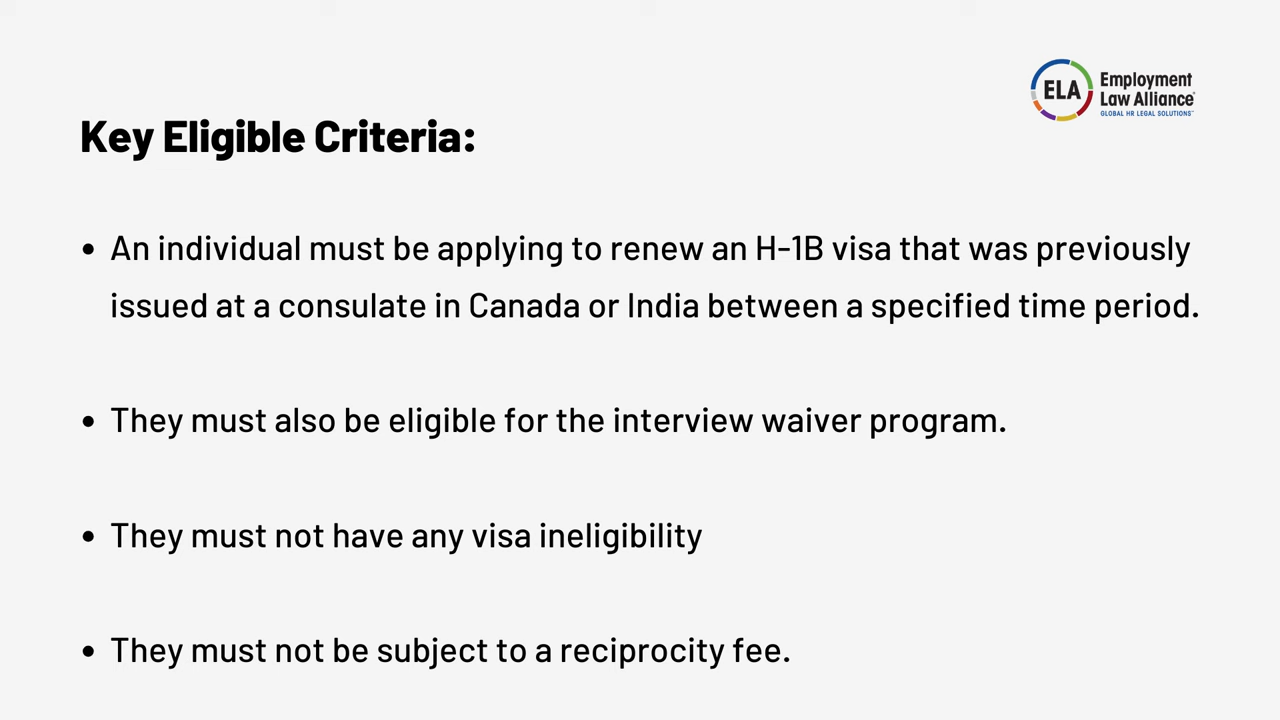 ELA
Employment
Law Alliance
GLOBAL HR LEGAL SOLUTIONS
Key Eligible Criteria:
• An individual must be applying to renew an H-1B visa that was previously
issued at a consulate in Canada or India between a specified time period.
• They must also be eligible for the interview waiver program.
• They must not have any visa ineligibility
• They must not be subject to a reciprocity fee.